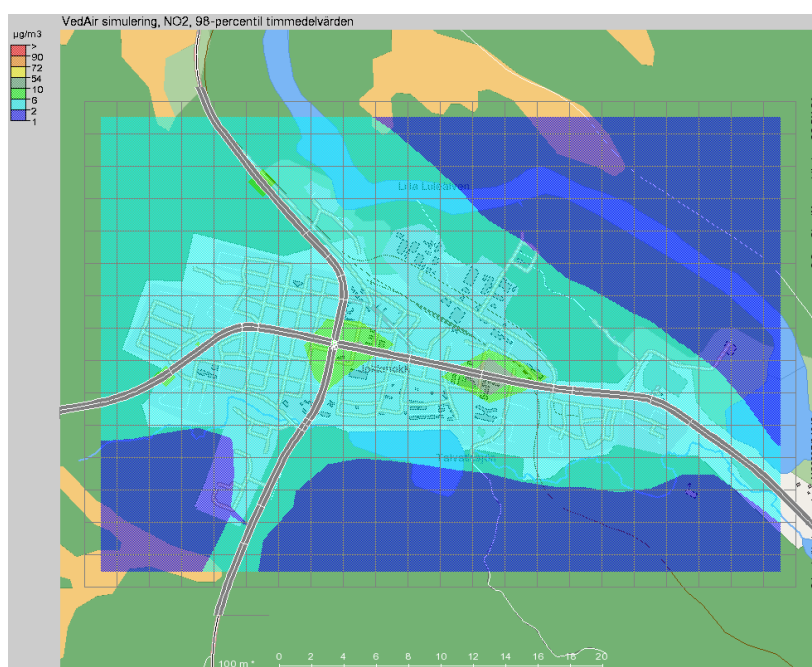 VedAir simulering, NO2, 98-percentil timmedelvärden
µg/m3
>
90
72
54
10
6
2
1
Lilla Luleälven
Jokkmokk
Talvatissjön
100 m *
0 2 4 6 8 10 12 14 16 18 20